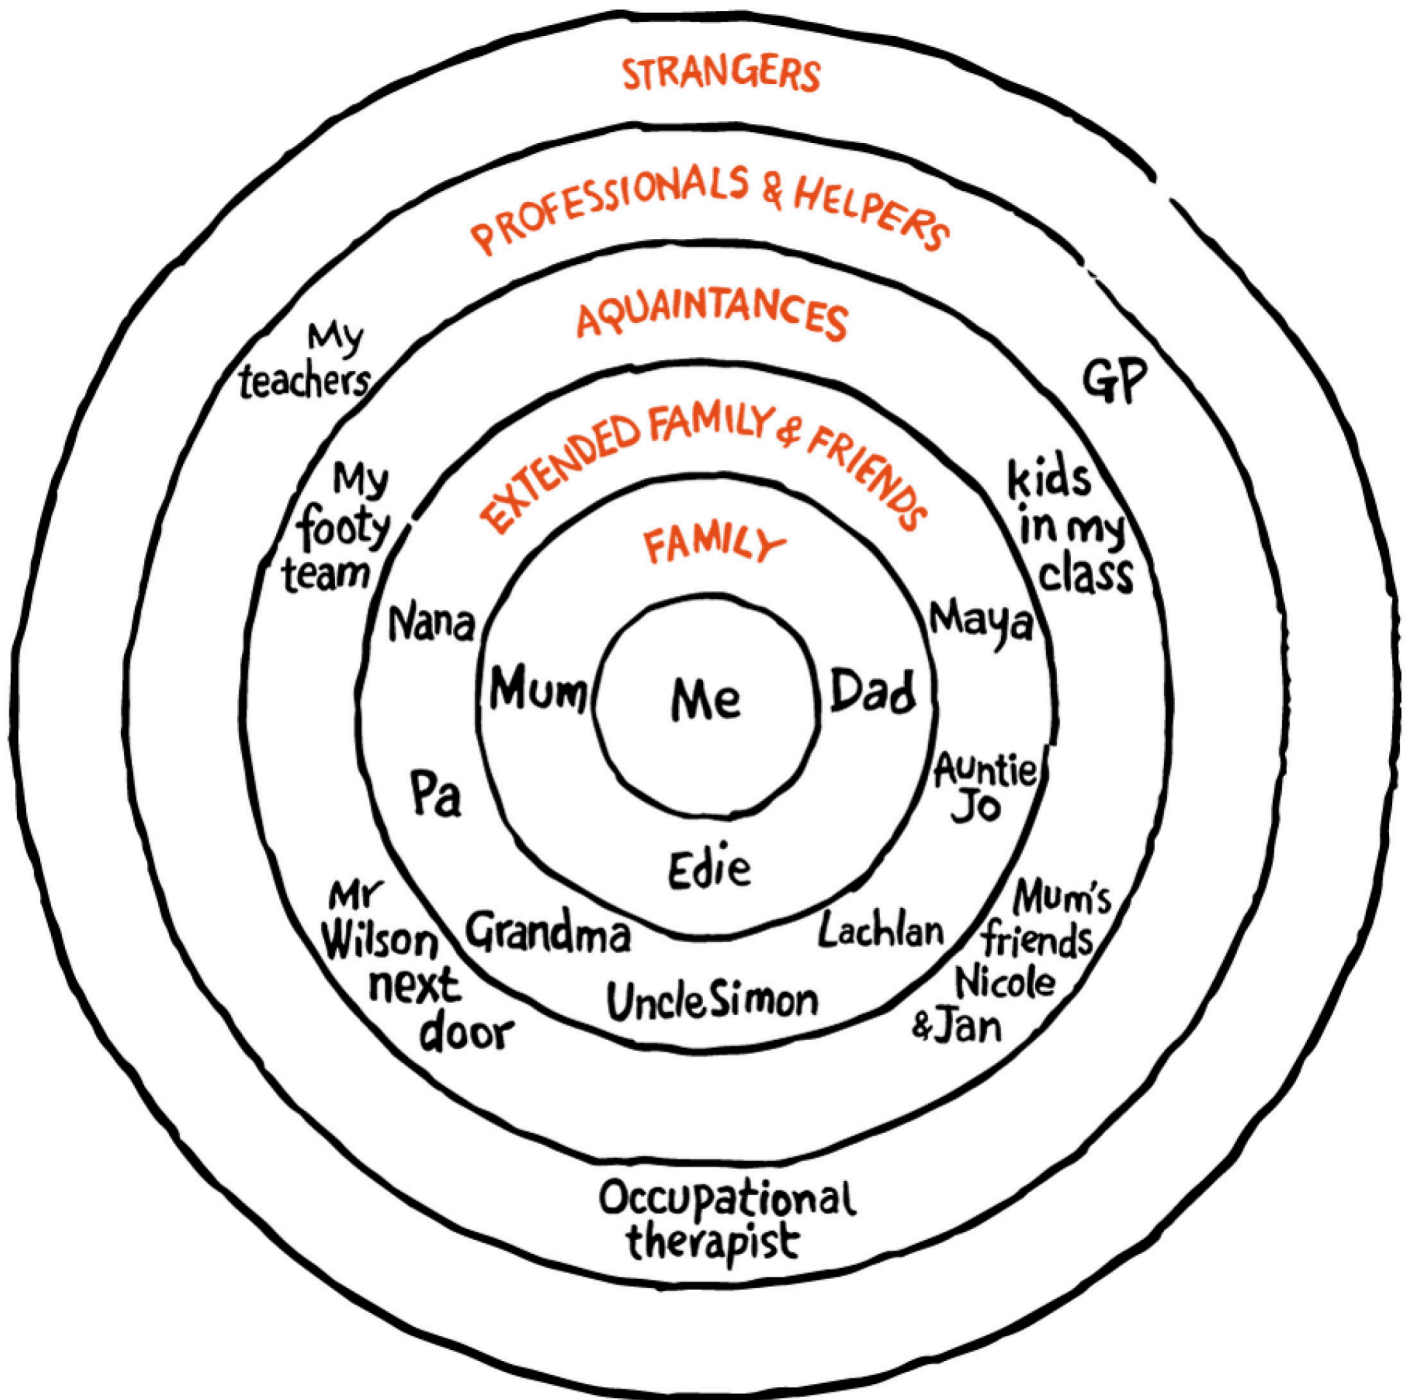 STRANGERS
PROFESSIONALS & HELPERS
AQUAINTANCES
EXTENDED FAMILY & FRIENDS
FAMILY
Me
Mum
Dad
Edie
Nana
Maya
Pa
Auntie
Jo
Grandma
Lachlan
Uncle Simon
My
footy
team
kids
in my
class
Mr
Wilson
next
door
Mum's
friends
Nicole
& Jan
My
teachers
GP
Occupational
therapist